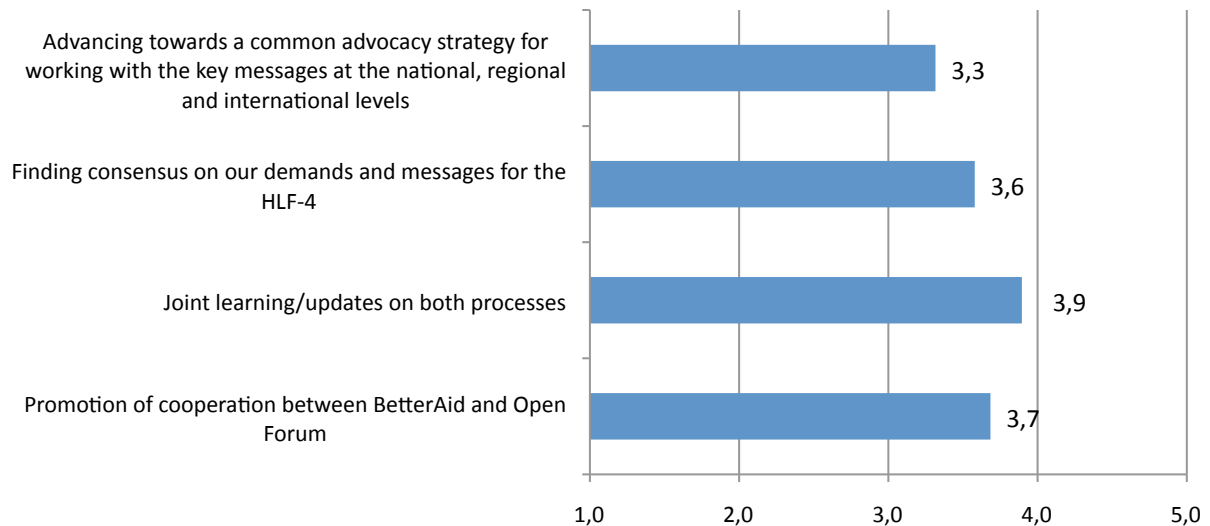 Advancing towards a common advocacy strategy for
working with the key messages at the national, regional
and international levels
3,3
Finding consensus on our demands and messages for the
HLF-4
3,6
Joint learning/updates on both processes
3,9
Promotion of cooperation between BetterAid and Open
Forum
3,7
1,0 2,0 3,0 4,0 5,0